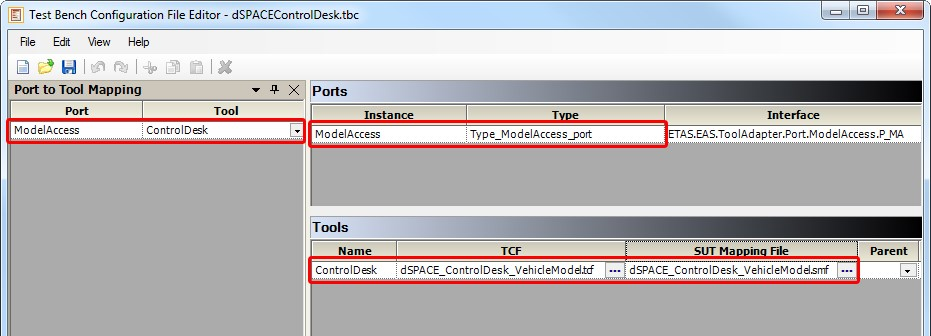 Test Bench Configuration File Editor - dSPACEControlDesk.tbc
File Edit View Help
Port to Tool Mapping
Port Tool
ModelAccess ControlDesk
Ports
Instance Type Interface
ModelAccess Type_ModelAccess_port ETAS.EAS.ToolAdapter.Port.ModelAccess.P_MA
Tools
Name TCF SUT Mapping File Parent
ControlDesk dSPACE_ControlDesk_VehicleModel.tcf ... dSPACE_ControlDesk_VehicleModel.smf ...